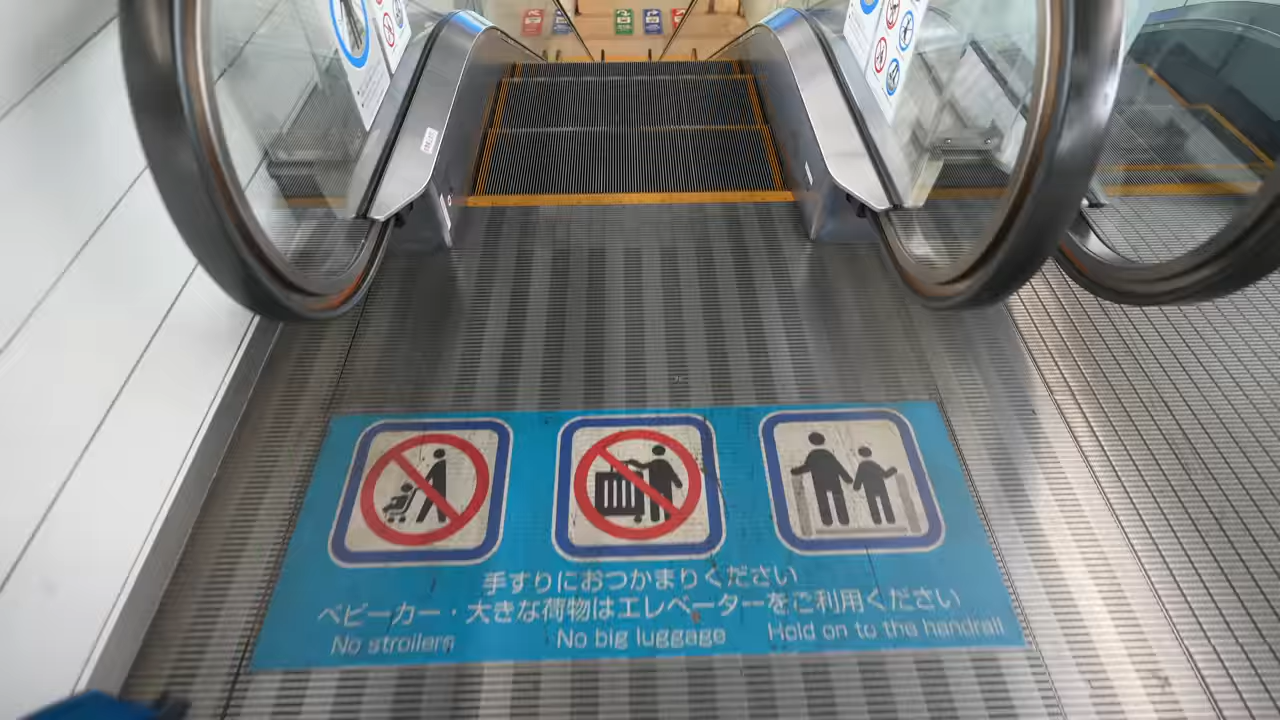 手すりにおつかまりください
ベビーカー・大きな荷物はエレベーターをご利用ください
No strollers
No big luggage
Hold on to the handrail